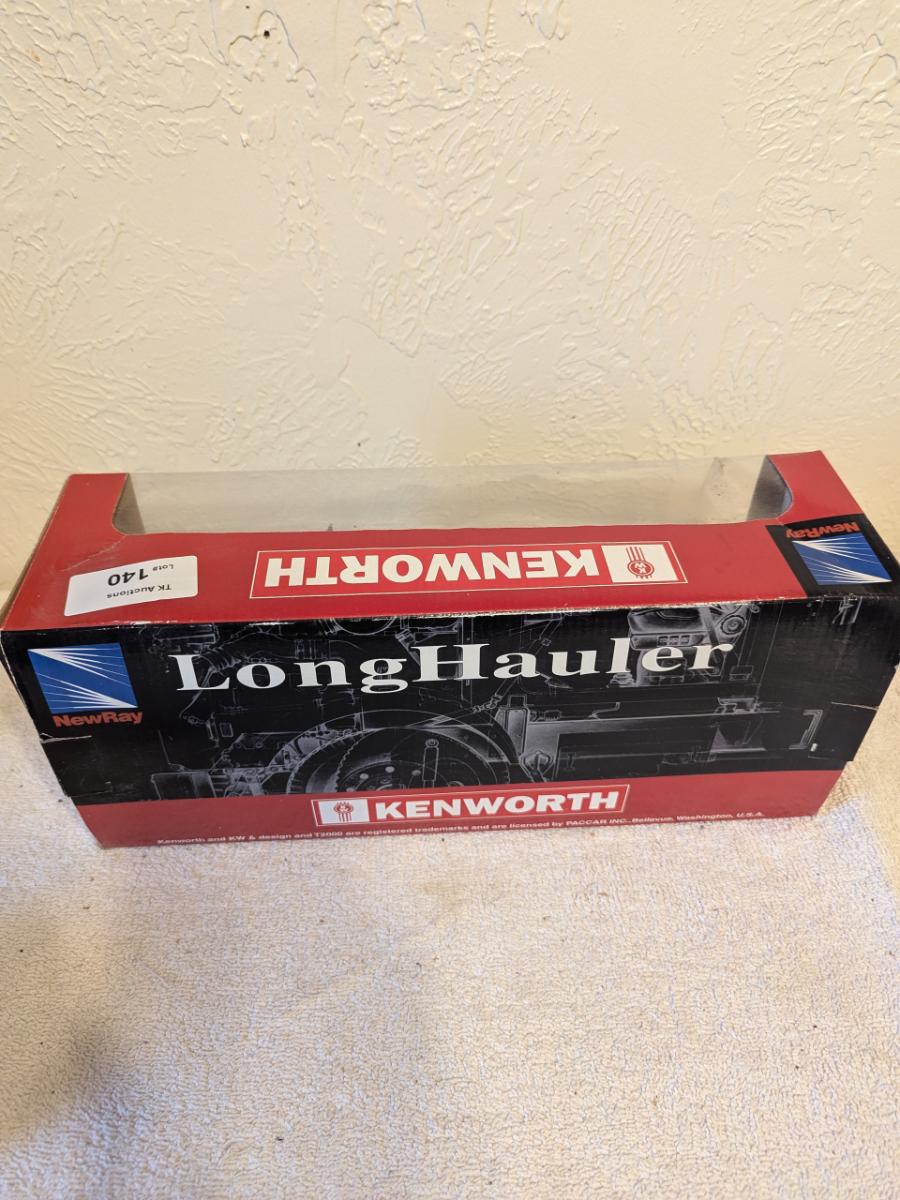 TK Auctions
140
Lot#
KENWORTH
KW
NewRay
LongHauler
NewRay
KENWORTH
Kenworth and KW & design and T2000 are registered trademarks and are licensed by PACCAR INC., Bellevue, Washington, U.S.A.